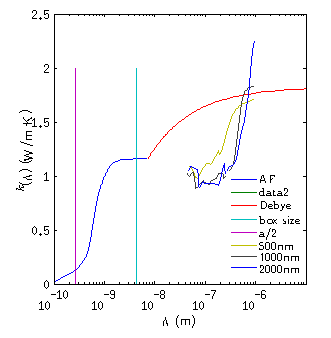 2.5
2
1.5
1
0.5
0
k(Λ) (W/m·K)
AF
data2
Debye
box size
a/2
500nm
1000nm
2000nm
10⁻¹⁰ 10⁻⁹ 10⁻⁸ 10⁻⁷ 10⁻⁶
Λ (m)